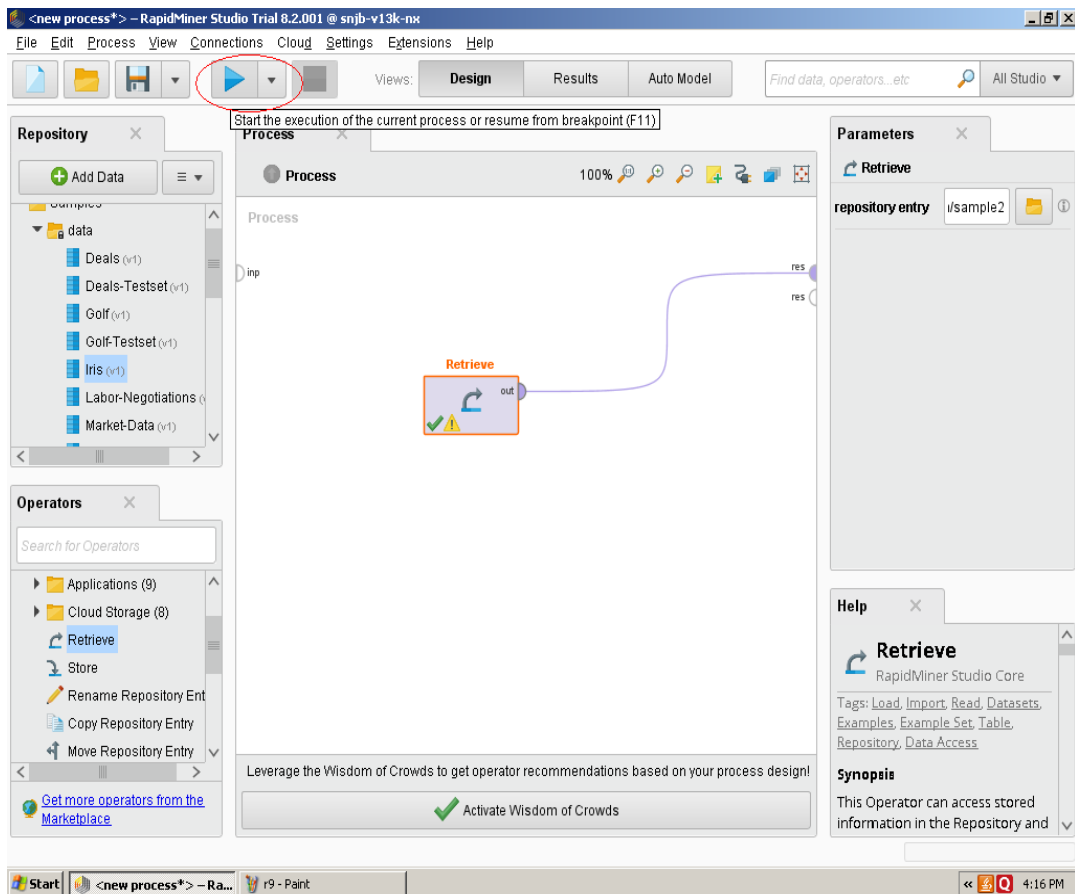 <new process*> – RapidMiner Studio Trial 8.2.001 @ snjb-v13k-nx
File Edit Process View Connections Cloud Settings Extensions Help
Views: Design Results Auto Model Find data, operators...etc All Studio
Start the execution of the current process or resume from breakpoint (F11)
Repository
Add Data
data
Deals (v1)
Deals-Testset (v1)
Golf (v1)
Golf-Testset (v1)
Iris (v1)
Labor-Negotiations
Market-Data (v1)
Operators
Search for Operators
Applications (9)
Cloud Storage (8)
Retrieve
Store
Rename Repository Ent
Copy Repository Entry
Move Repository Entry
Get more operators from the
Marketplace
Process
Process
100%
Process
inp
res
res
Retrieve
out
Leverage the Wisdom of Crowds to get operator recommendations based on your process design!
Activate Wisdom of Crowds
Parameters
Retrieve
repository entry /sample2
Help
Retrieve
RapidMiner Studio Core
Tags: Load, Import, Read, Datasets,
Examples, Example Set, Table,
Repository, Data Access
Synopsis
This Operator can access stored
information in the Repository and
Start <new process*> – Ra... r9 - Paint « Q 4:16 PM